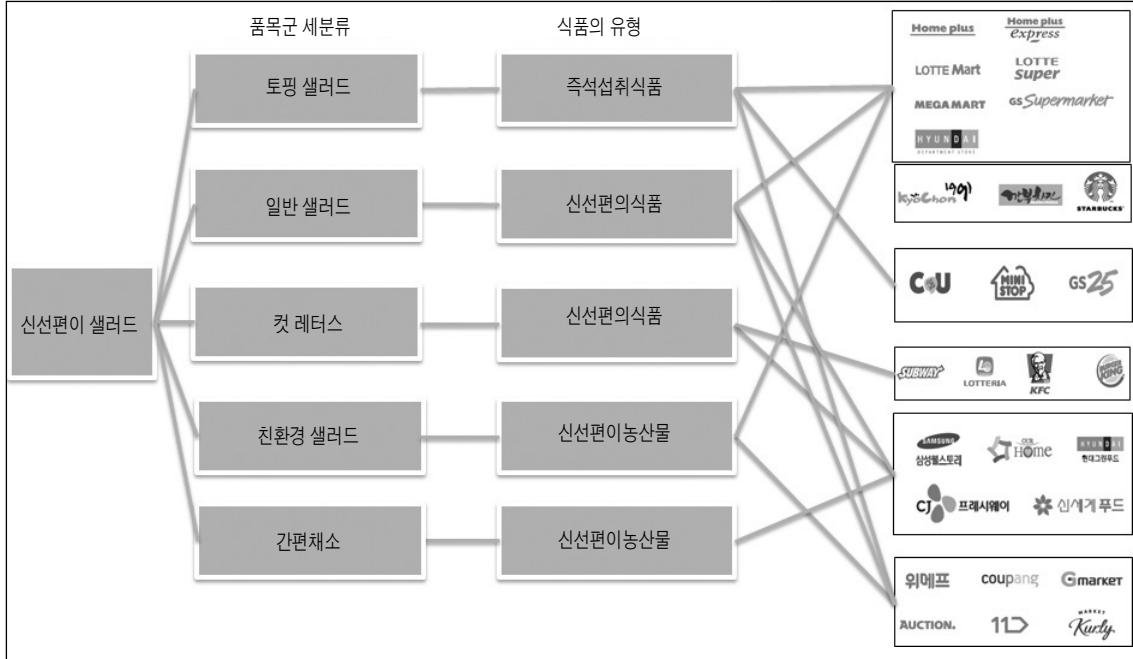 품목군 세분류
식품의 유형
신선편이 샐러드
토핑 샐러드
즉석섭취식품
일반 샐러드
신선편의식품
컷 레터스
신선편의식품
친환경 샐러드
신선편이농산물
간편채소
신선편이농산물
Home plus
Home plus
express
LOTTE Mart
LOTTE
super
MEGA MART
GS Supermarket
HYUNDAI
DEPARTMENT STORE
KyoChon 1991
STARBUCKS
CU
MINI
STOP
GS25
SUBWAY
LOTTERIA
KFC
BURGER
KING
SAMSUNG
삼성웰스토리
OUR
HOme
HYUNDAI
현대그린푸드
CJ 프레시웨이
신세계푸드
위메프
coupang
Gmarket
AUCTION.
11
MARKET
Kurly